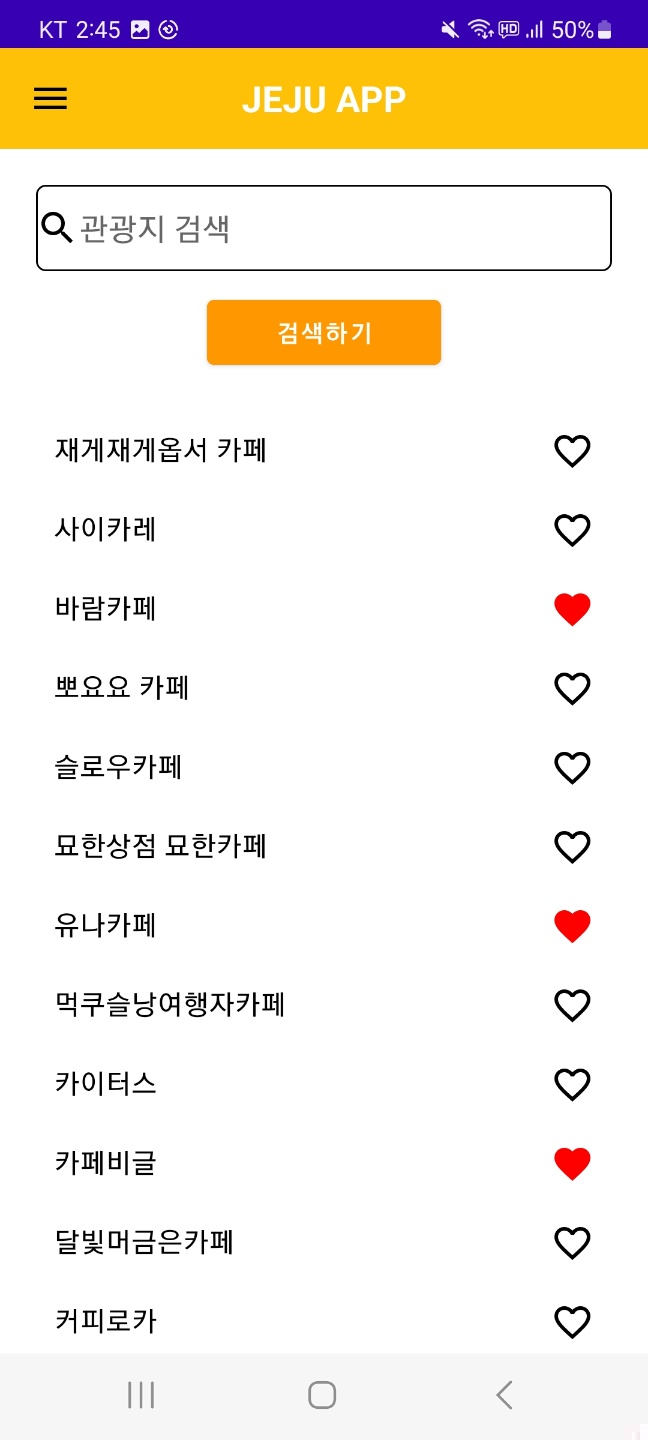 KT 2:45 HD 50%
JEJU APP
관광지 검색
검색하기
재게재게옵서 카페
사이카레
바람카페
뽀요요 카페
슬로우카페
묘한상점 묘한카페
유나카페
먹쿠슬낭여행자카페
카이터스
카페비글
달빛머금은카페
커피로카